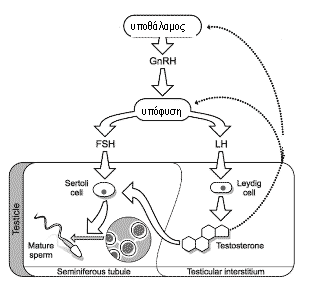 υποθάλαμος
GnRH
υπόφυση
FSH
LH
Testicle
Sertoli
cell
Leydig
cell
Mature
sperm
Testosterone
Seminiferous tubule
Testicular interstitium